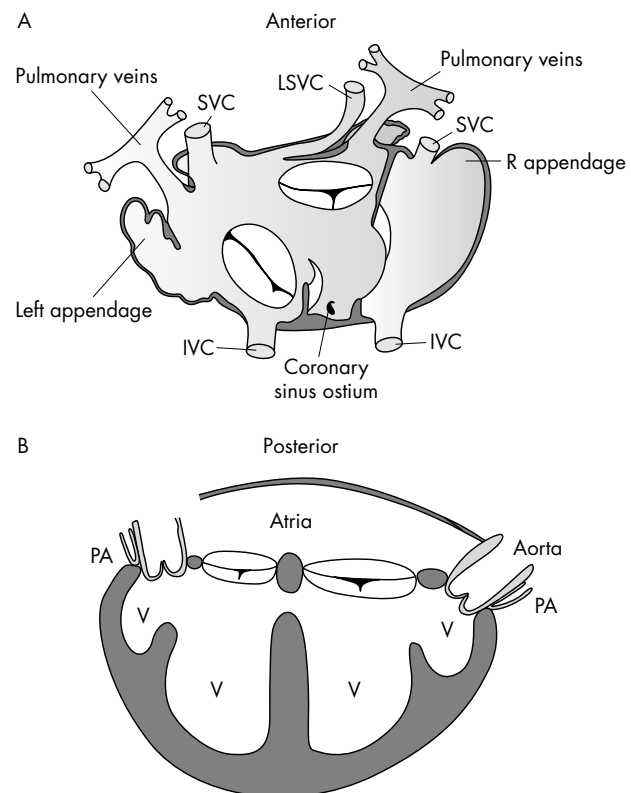 A
Anterior
Pulmonary veins
Pulmonary veins
LSVC
SVC
SVC
R appendage
Left appendage
IVC
IVC
Coronary
sinus ostium
B
Posterior
Atria
PA
Aorta
PA
V
V
V
V